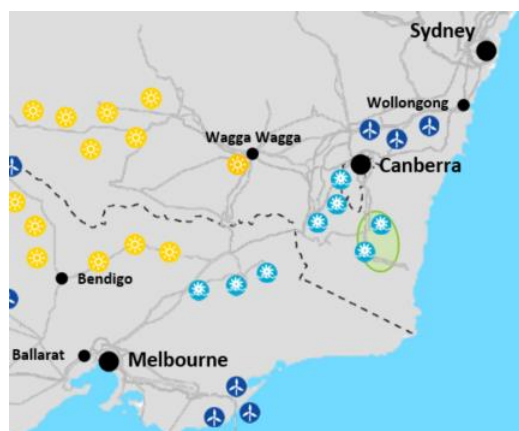 Sydney
Wollongong
Wagga Wagga
Canberra
Bendigo
Ballarat
Melbourne